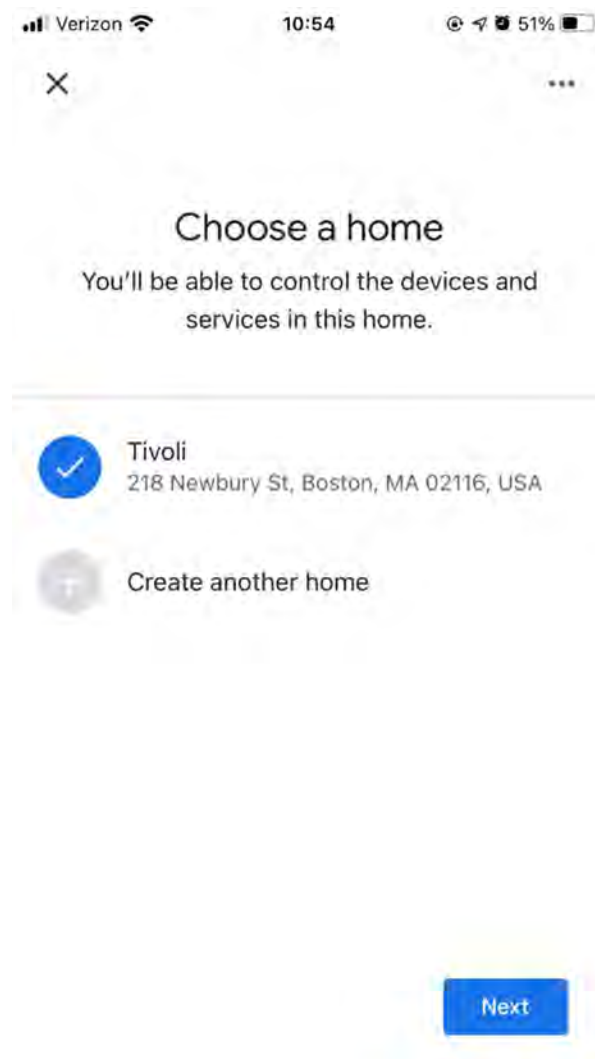 Verizon 10:54 51%
Choose a home
You'll be able to control the devices and
services in this home.
Tivoli
218 Newbury St, Boston, MA 02116, USA
Create another home
Next